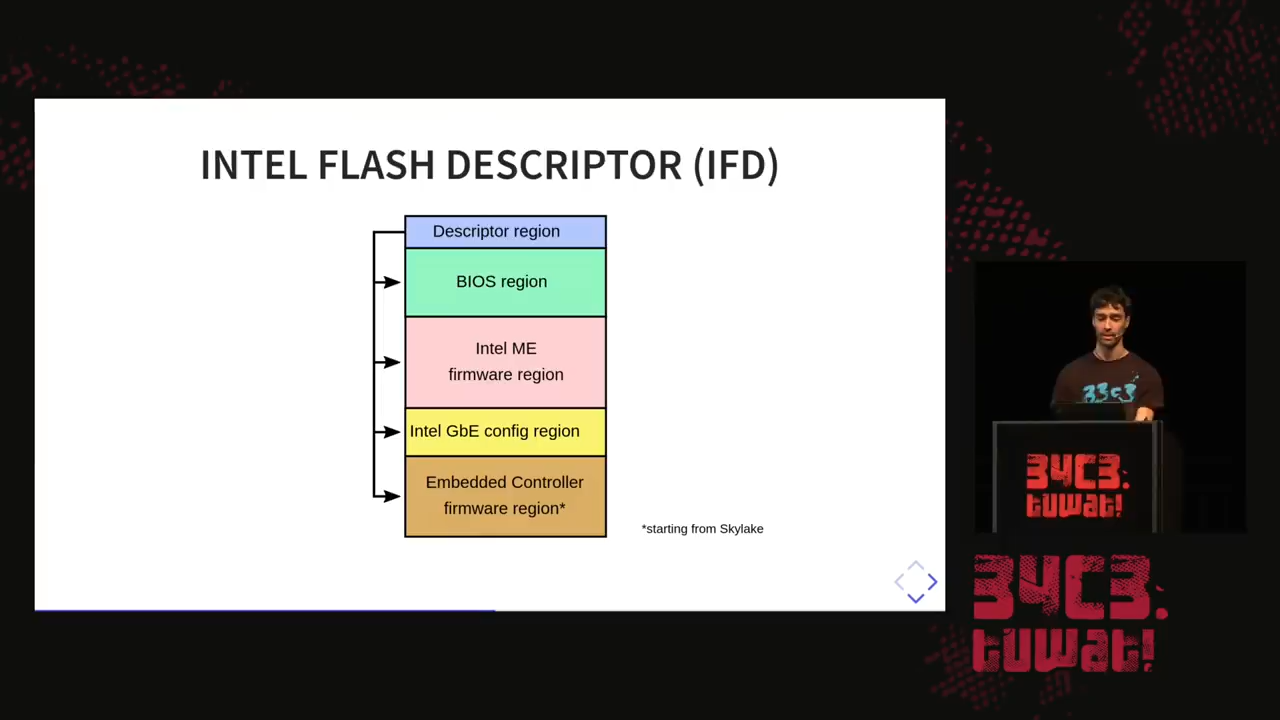 INTEL FLASH DESCRIPTOR (IFD)
Descriptor region
BIOS region
Intel ME
firmware region
Intel GbE config region
Embedded Controller
firmware region*
*starting from Skylake
33c3
34C3.
tuwat!
34C3.
tuwat!